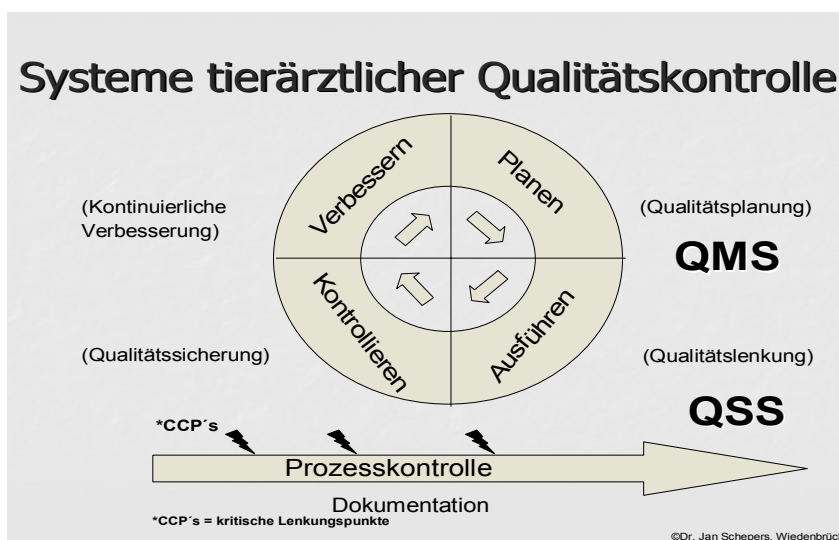 Systeme tierärztlicher Qualitätskontrolle
(Kontinuierliche
Verbesserung)
Verbessern
Planen
(Qualitätsplanung)
QMS
(Qualitätssicherung)
Kontrollieren
Ausführen
(Qualitätslenkung)
QSS
*CCP´s
Prozesskontrolle
Dokumentation
*CCP´s = kritische Lenkungspunkte
©Dr. Jan Schepers, Wiedenbrüc